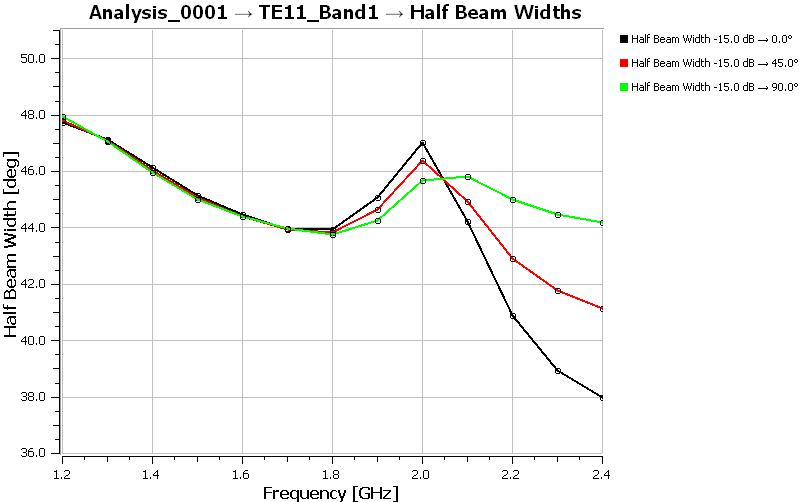 Analysis_0001 → TE11_Band1 → Half Beam Widths
Half Beam Width -15.0 dB → 0.0°
Half Beam Width -15.0 dB → 45.0°
Half Beam Width -15.0 dB → 90.0°
Half Beam Width [deg]
50.0
48.0
46.0
44.0
42.0
40.0
38.0
36.0
1.2 1.4 1.6 1.8 2.0 2.2 2.4
Frequency [GHz]